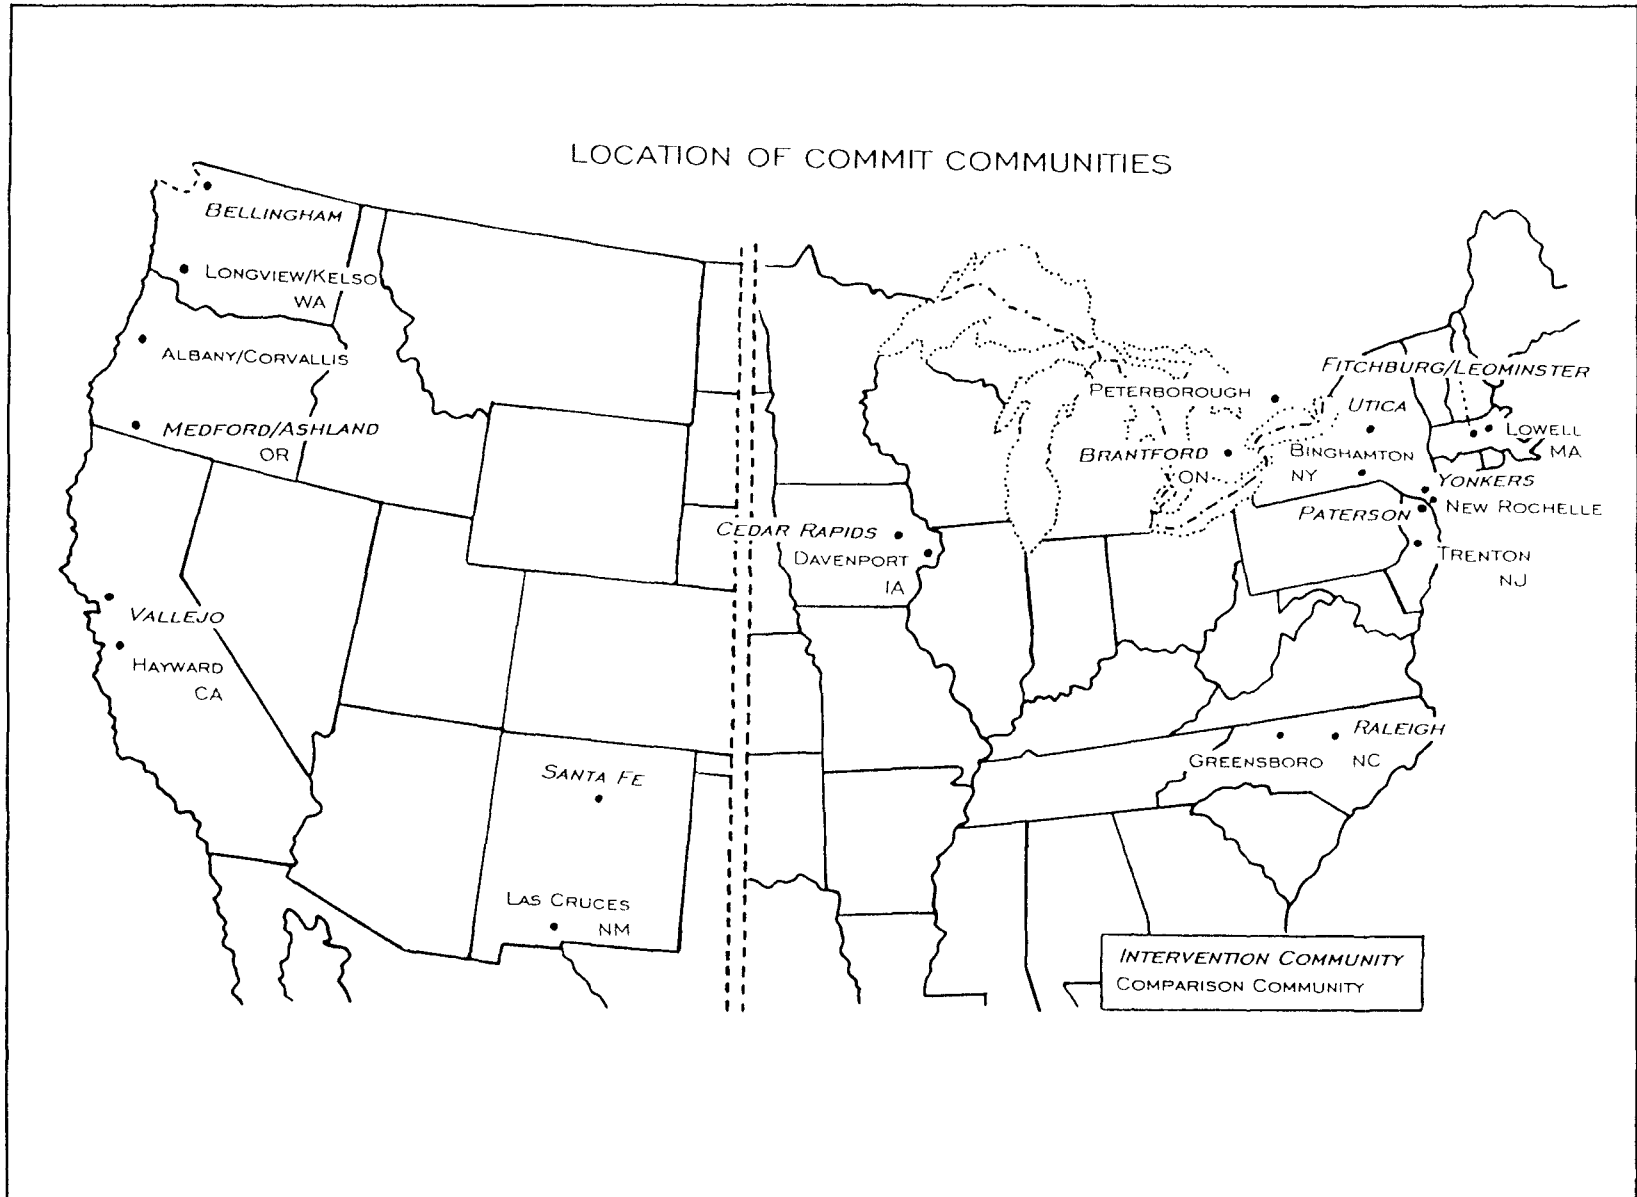 LOCATION OF COMMIT COMMUNITIES
BELLINGHAM
LONGVIEW/KELSO
WA
ALBANY/CORVALLIS
MEDFORD/ASHLAND
OR
VALLEJO
HAYWARD
CA
SANTA FE
LAS CRUCES
NM
CEDAR RAPIDS
DAVENPORT
IA
PETERBOROUGH
BRANTFORD
ON
FITCHBURG/LEOMINSTER
UTICA
LOWELL
MA
BINGHAMTON
NY
YONKERS
NEW ROCHELLE
PATERSON
TRENTON
NJ
RALEIGH
GREENSBORO NC
INTERVENTION COMMUNITY
COMPARISON COMMUNITY